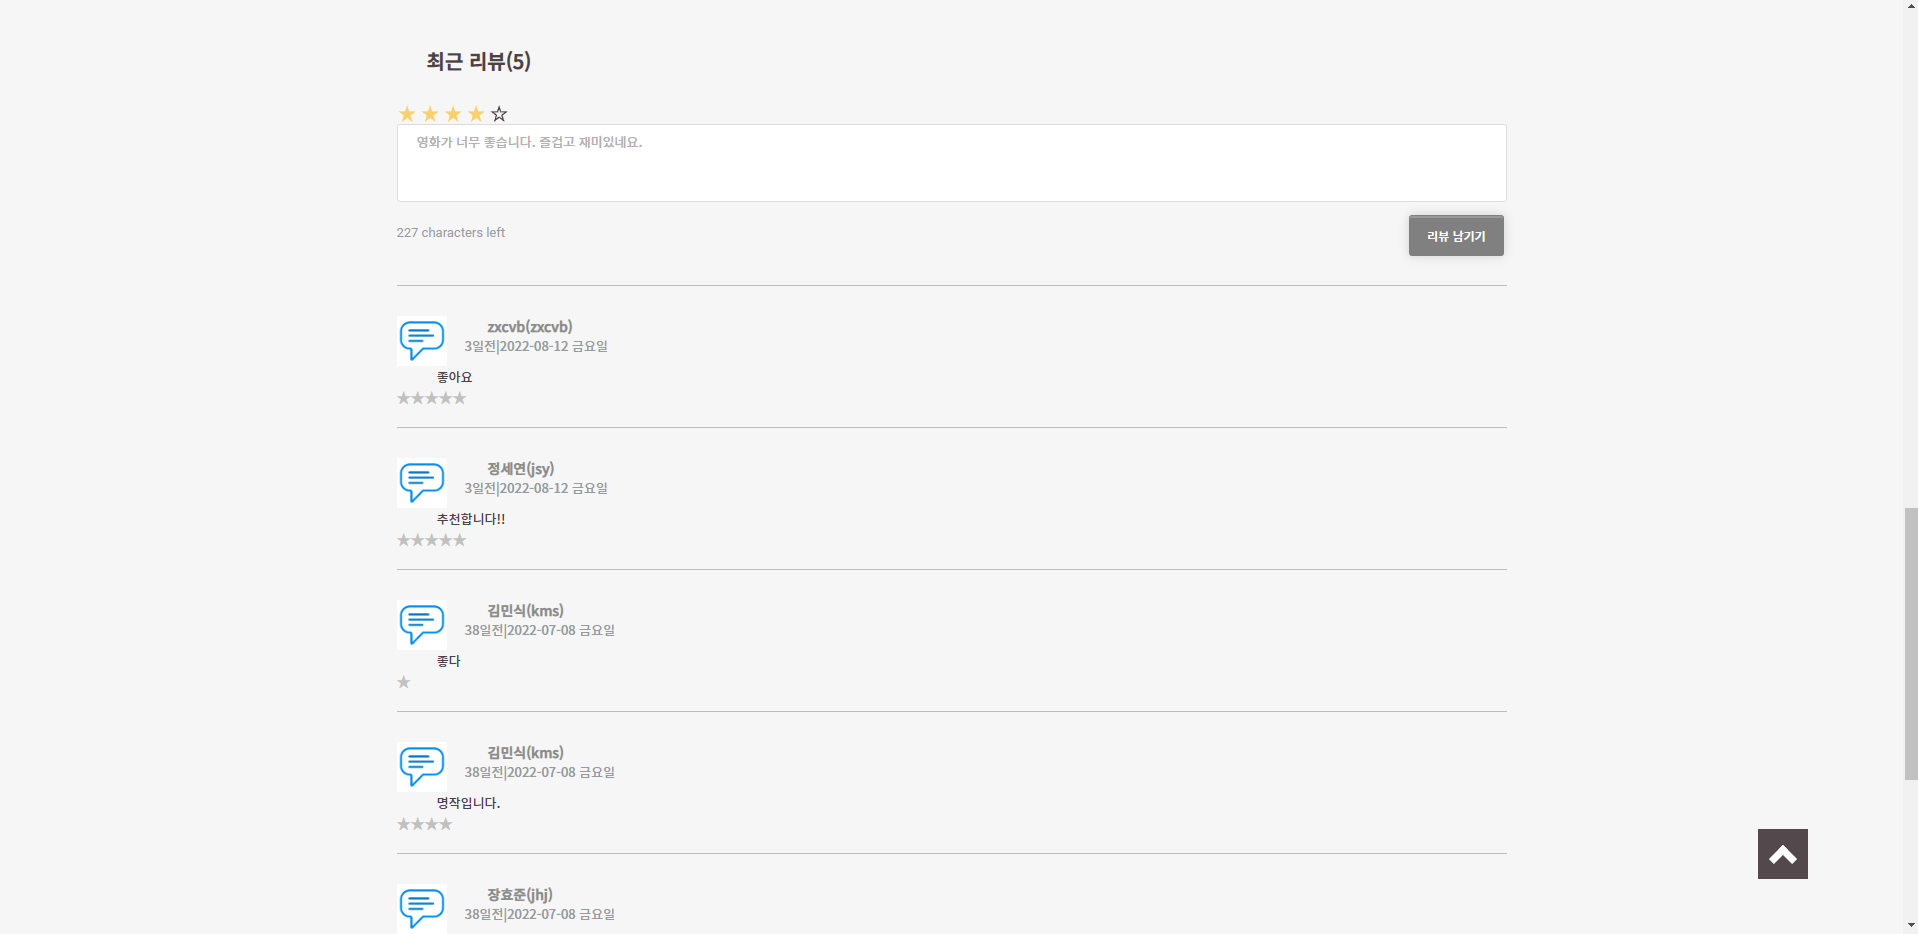 최근 리뷰(5)
★ ★ ★ ★ ☆
영화가 너무 좋습니다. 즐겁고 재미있네요.
227 characters left
리뷰 남기기
zxcvb(zxcvb)
3일전|2022-08-12 금요일
좋아요
★★★★★
정세연(jsy)
3일전|2022-08-12 금요일
추천합니다!!
★★★★★
김민식(kms)
38일전|2022-07-08 금요일
좋다
★
김민식(kms)
38일전|2022-07-08 금요일
명작입니다.
★★★★
장효준(jhj)
38일전|2022-07-08 금요일